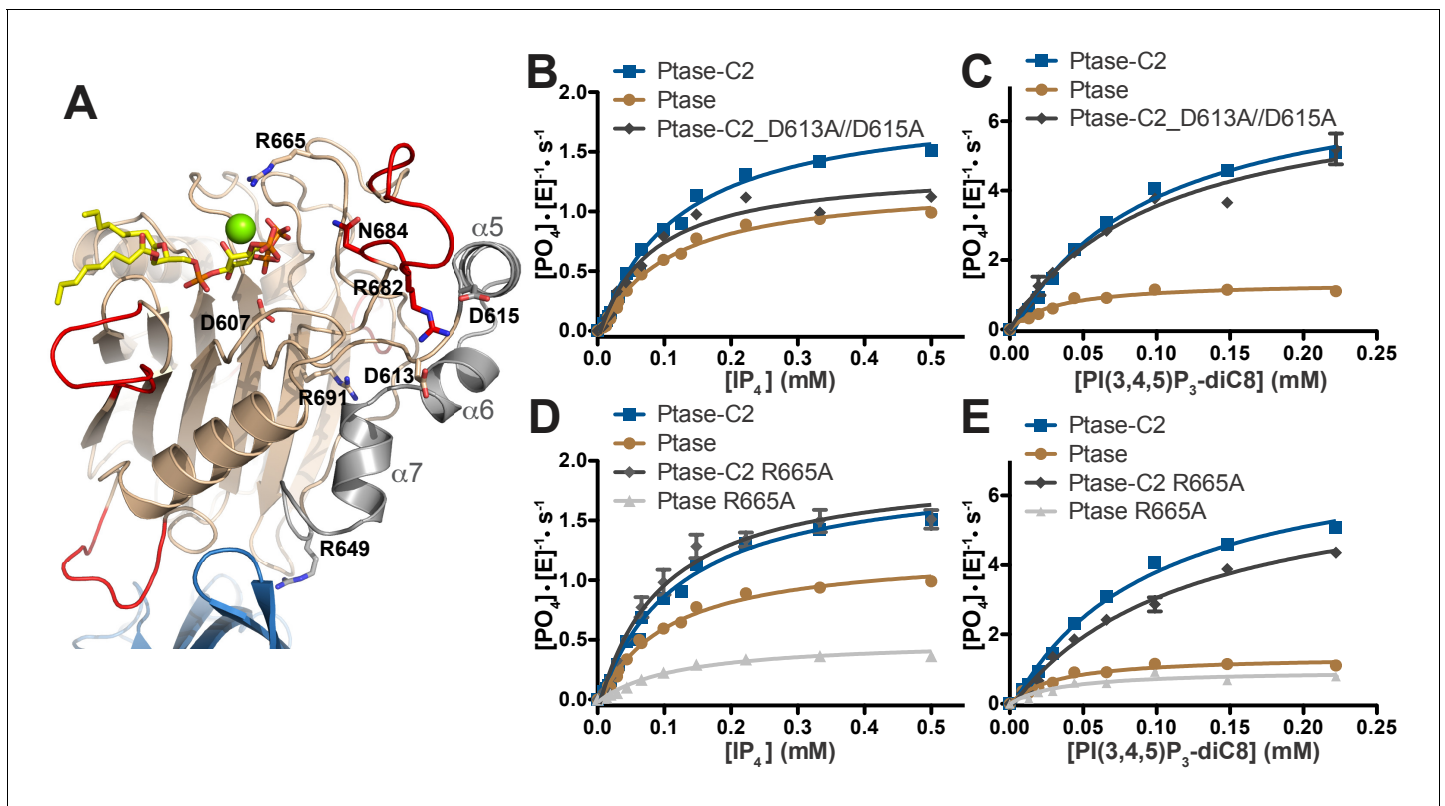 A
R665
N684
α5
R682
D615
D607
D613
R691
α6
α7
R649
B
Ptase-C2
Ptase
Ptase-C2_D613A//D615A
2.0
1.5
1.0
0.5
0.0
[PO₄]·[E]⁻¹· s⁻¹
0.0 0.1 0.2 0.3 0.4 0.5
[IP₄] (mM)
C
Ptase-C2
Ptase
Ptase-C2_D613A//D615A
6
4
2
0
[PO₄]·[E]⁻¹· s⁻¹
0.00 0.05 0.10 0.15 0.20 0.25
[PI(3,4,5)P₃-diC8] (mM)
D
Ptase-C2
Ptase
Ptase-C2 R665A
Ptase R665A
2.0
1.5
1.0
0.5
0.0
[PO₄]·[E]⁻¹· s⁻¹
0.0 0.1 0.2 0.3 0.4 0.5
[IP₄] (mM)
E
Ptase-C2
Ptase
Ptase-C2 R665A
Ptase R665A
6
4
2
0
[PO₄]·[E]⁻¹· s⁻¹
0.00 0.05 0.10 0.15 0.20 0.25
[PI(3,4,5)P₃-diC8] (mM)